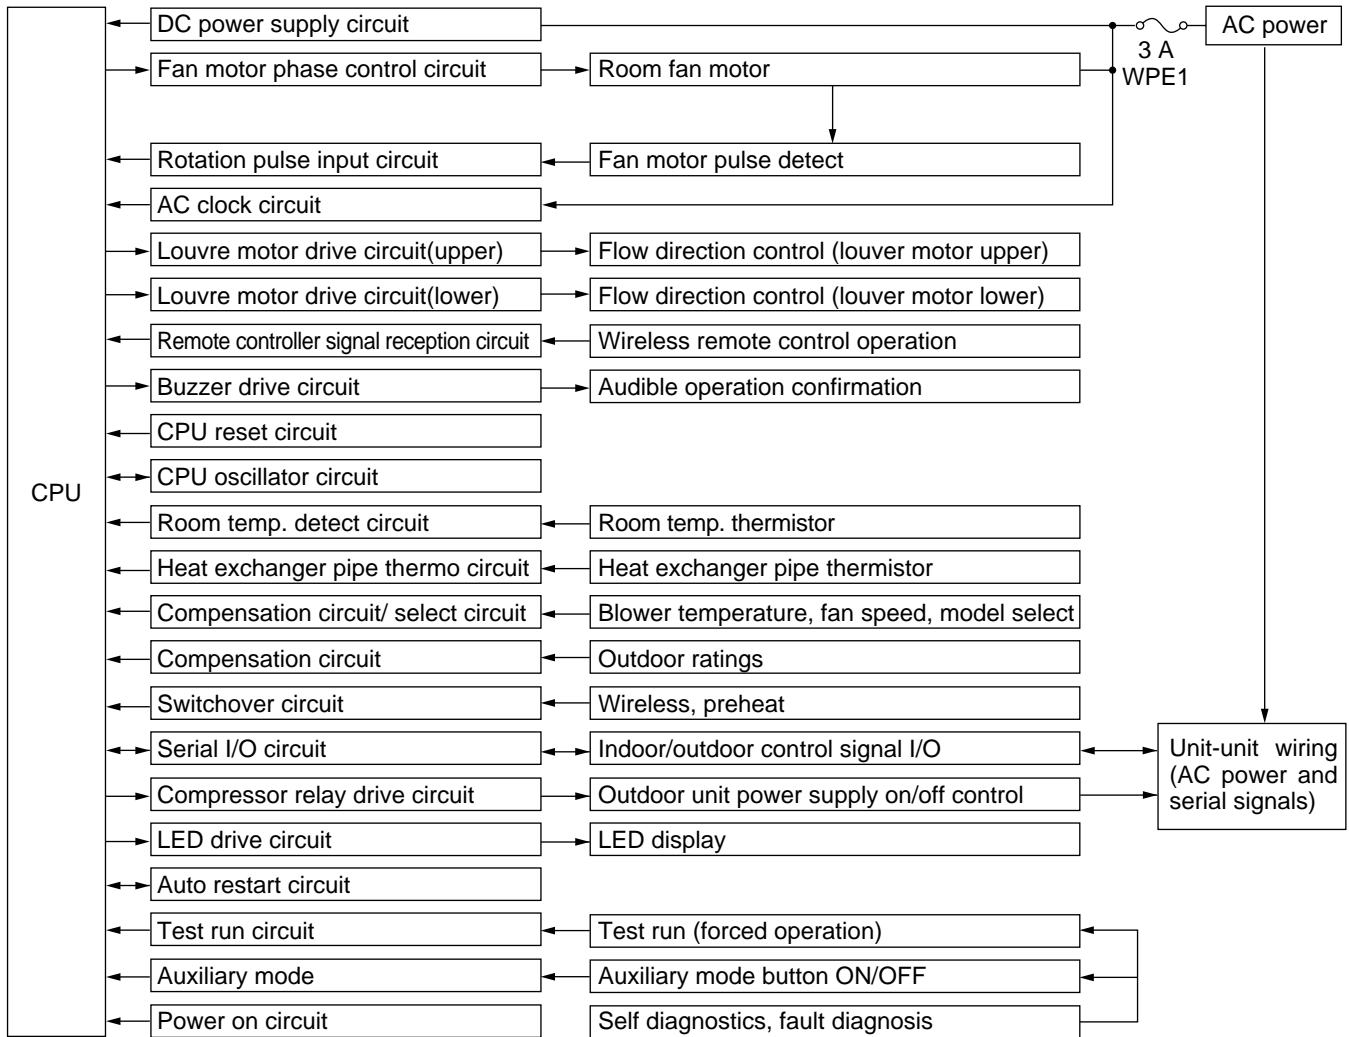 DC power supply circuit
AC power
3 A
WPE1
Fan motor phase control circuit
Room fan motor
Rotation pulse input circuit
Fan motor pulse detect
AC clock circuit
Louvre motor drive circuit(upper)
Flow direction control (louver motor upper)
Louvre motor drive circuit(lower)
Flow direction control (louver motor lower)
Remote controller signal reception circuit
Wireless remote control operation
Buzzer drive circuit
Audible operation confirmation
CPU reset circuit
CPU oscillator circuit
CPU
Room temp. detect circuit
Room temp. thermistor
Heat exchanger pipe thermo circuit
Heat exchanger pipe thermistor
Compensation circuit/ select circuit
Blower temperature, fan speed, model select
Compensation circuit
Outdoor ratings
Switchover circuit
Wireless, preheat
Serial I/O circuit
Indoor/outdoor control signal I/O
Unit-unit wiring
(AC power and
serial signals)
Compressor relay drive circuit
Outdoor unit power supply on/off control
LED drive circuit
LED display
Auto restart circuit
Test run circuit
Test run (forced operation)
Auxiliary mode
Auxiliary mode button ON/OFF
Power on circuit
Self diagnostics, fault diagnosis